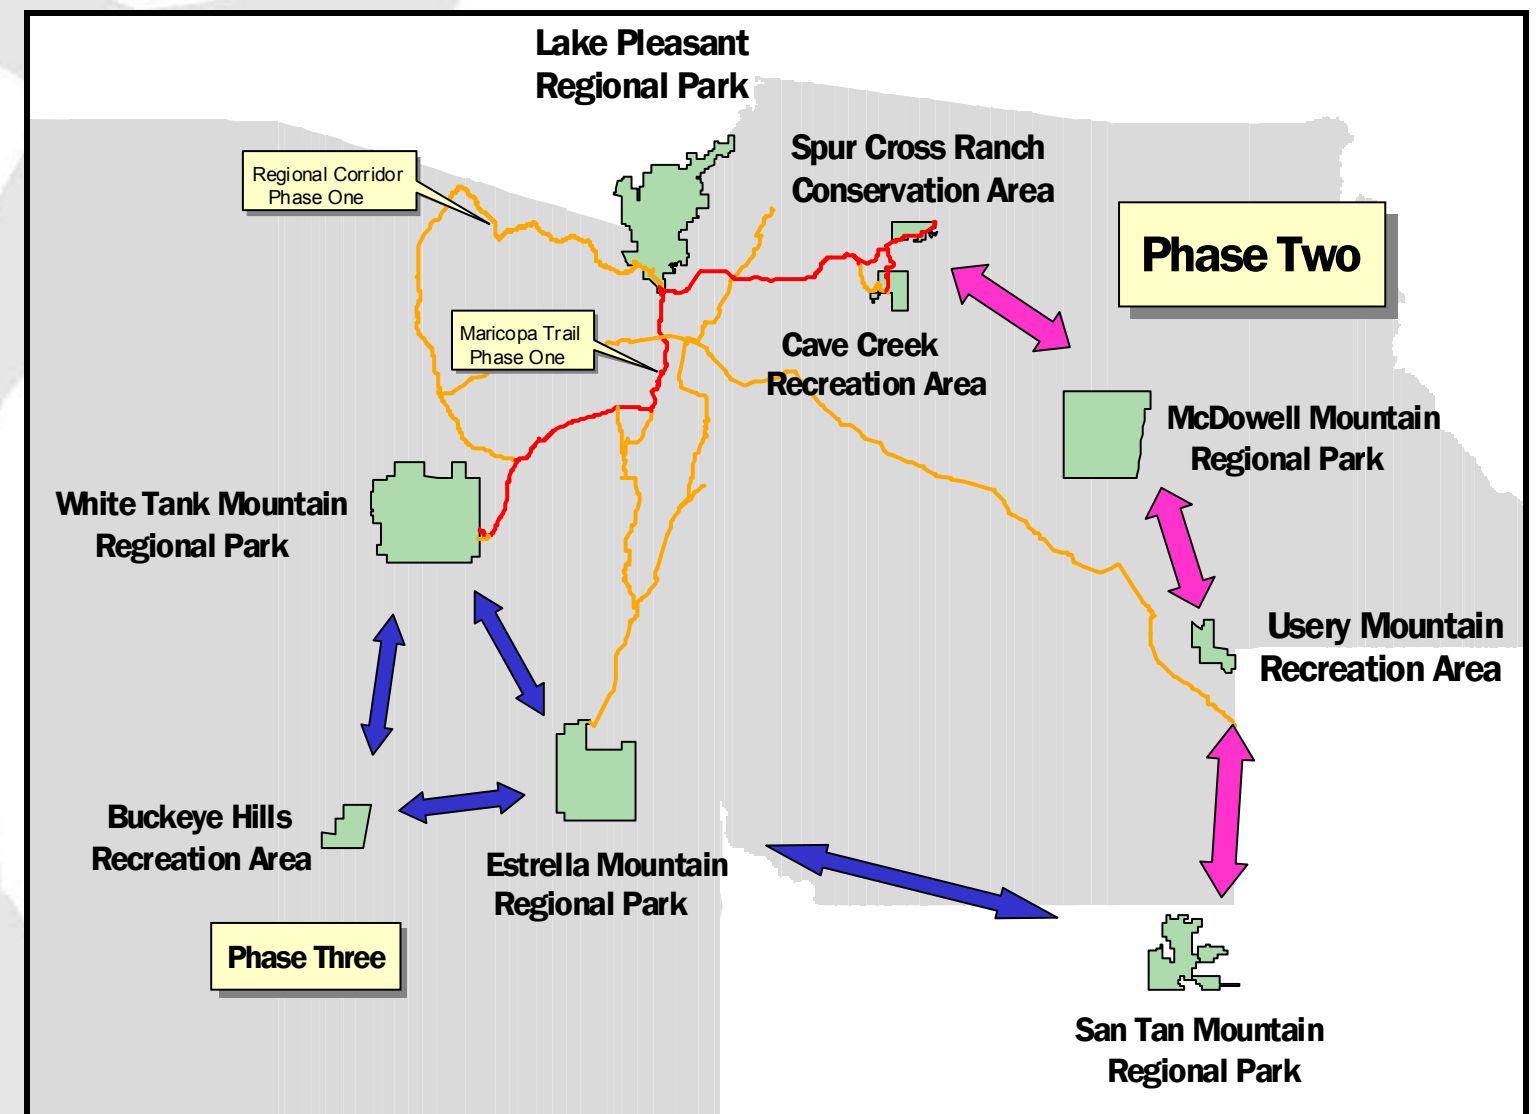 Lake Pleasant
Regional Park
Spur Cross Ranch
Conservation Area
Regional Corridor
Phase One
Phase Two
Maricopa Trail
Phase One
Cave Creek
Recreation Area
McDowell Mountain
Regional Park
White Tank Mountain
Regional Park
Usery Mountain
Recreation Area
Buckeye Hills
Recreation Area
Estrella Mountain
Regional Park
Phase Three
San Tan Mountain
Regional Park